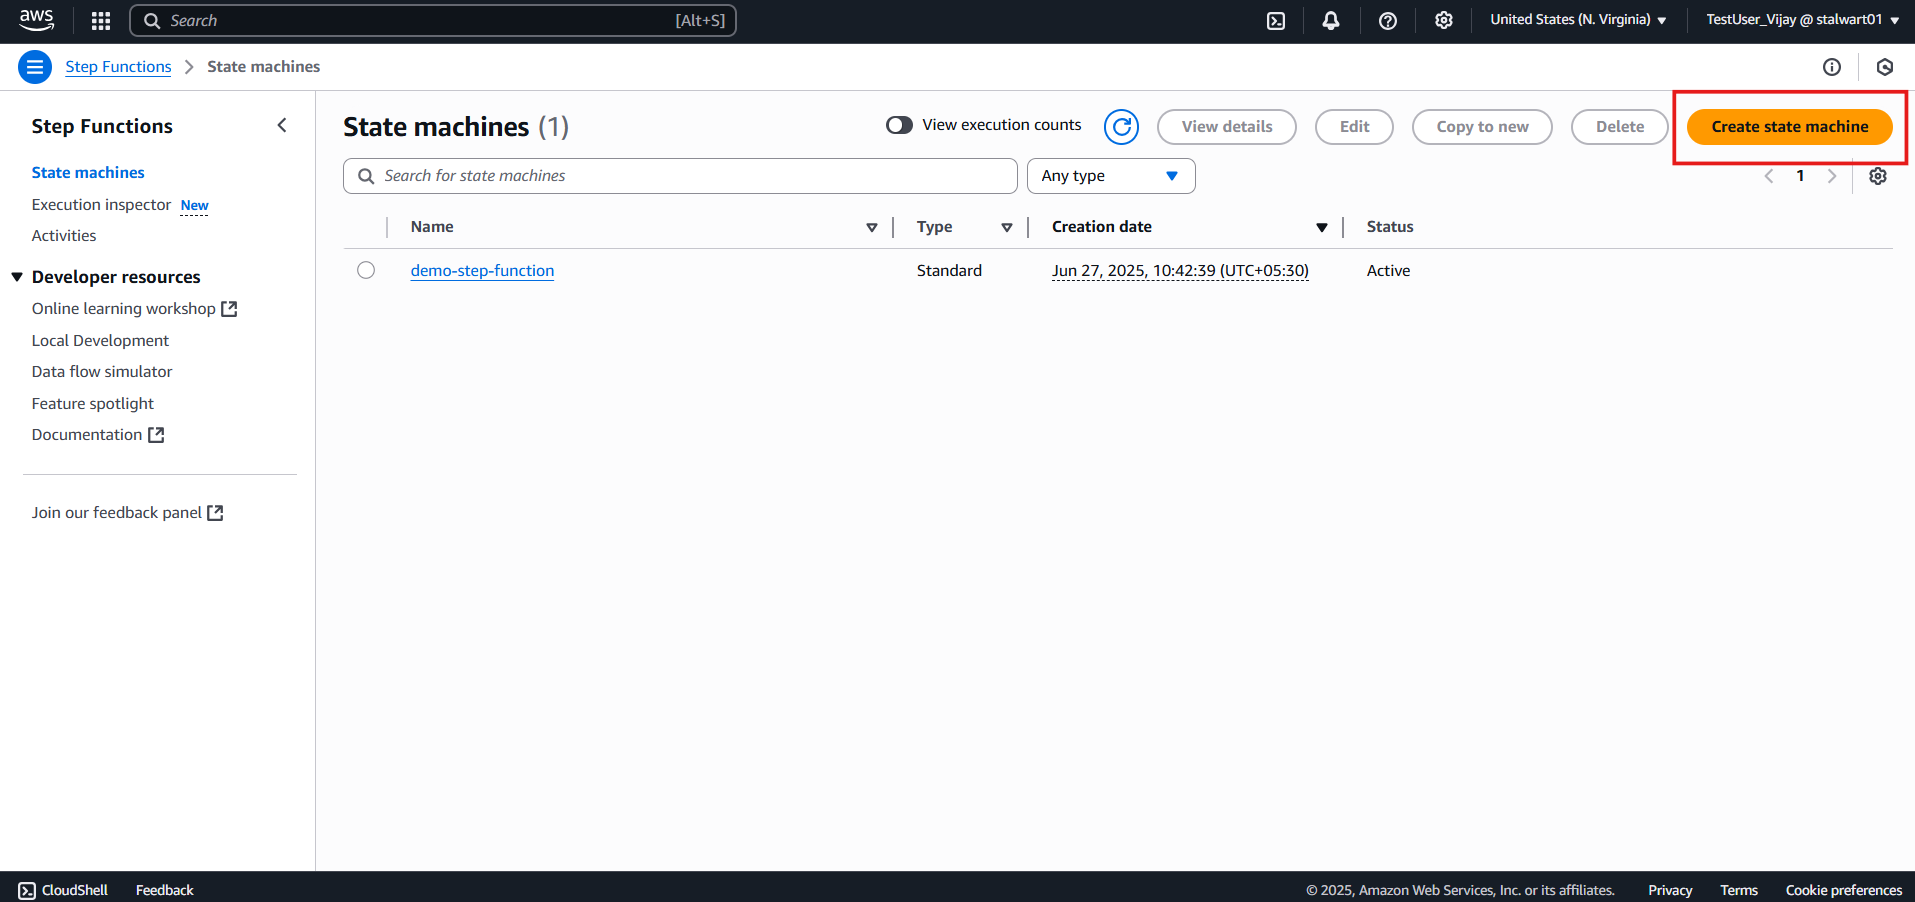 aws Search [Alt+S] United States (N. Virginia) TestUser_Vijay @ stalwart01
Step Functions State machines
Step Functions
State machines
Execution inspector New
Activities
Developer resources
Online learning workshop
Local Development
Data flow simulator
Feature spotlight
Documentation
Join our feedback panel
State machines (1) View execution counts View details Edit Copy to new Delete Create state machine
Search for state machines Any type 1
Name Type Creation date Status
demo-step-function Standard Jun 27, 2025, 10:42:39 (UTC+05:30) Active
CloudShell Feedback © 2025, Amazon Web Services, Inc. or its affiliates. Privacy Terms Cookie preferences